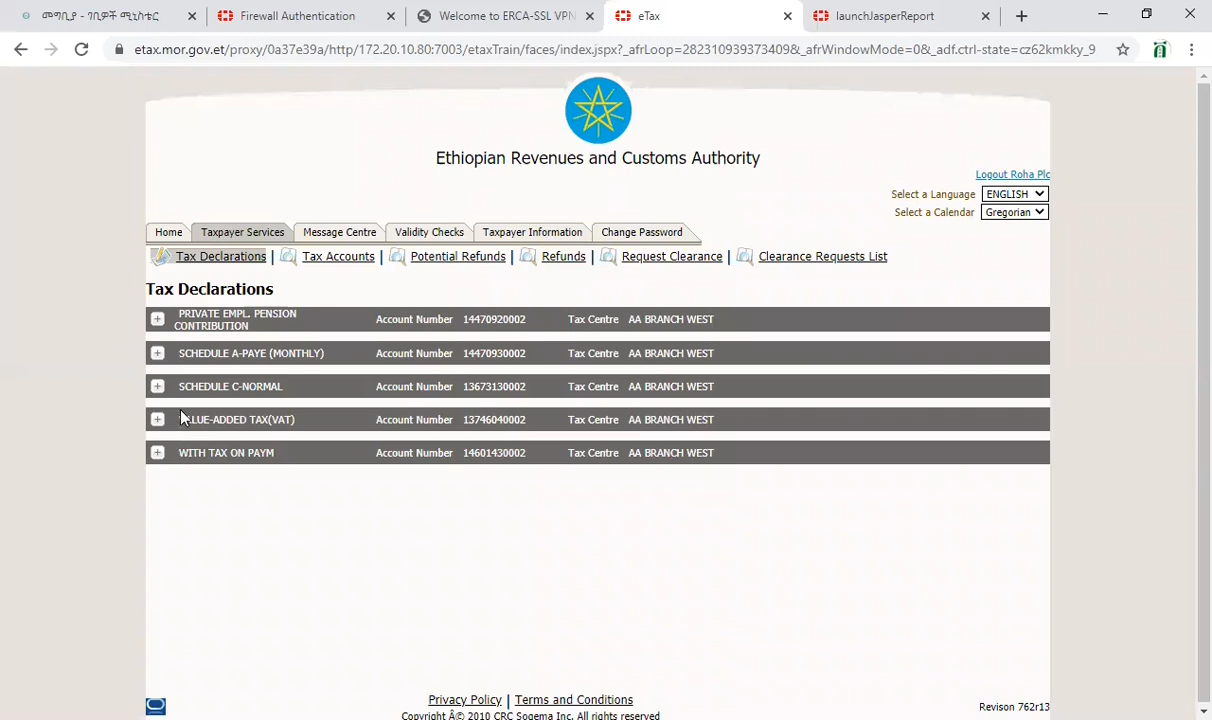 መግቢያ - ገቢዎች ሚኒስቴር
Firewall Authentication
Welcome to ERCA-SSL VPN
eTax
launchJasperReport
etax.mor.gov.et/proxy/0a37e39a/http/172.20.10.80:7003/etaxTrain/faces/index.jspx?_afrLoop=2823109393734098&_afrWindowMode=0&_adf.ctrl-state=cz62kmkky_9
Ethiopian Revenues and Customs Authority
Logout Roha Plc
Select a Language ENGLISH
Select a Calendar Gregorian
Home Taxpayer Services Message Centre Validity Checks Taxpayer Information Change Password
Tax Declarations | Tax Accounts | Potential Refunds | Refunds | Request Clearance | Clearance Requests List
Tax Declarations
PRIVATE EMPL. PENSION
CONTRIBUTION Account Number 14470920002 Tax Centre AA BRANCH WEST
SCHEDULE A-PAYE (MONTHLY) Account Number 14470930002 Tax Centre AA BRANCH WEST
SCHEDULE C-NORMAL Account Number 13673130002 Tax Centre AA BRANCH WEST
VALUE-ADDED TAX(VAT) Account Number 13746040002 Tax Centre AA BRANCH WEST
WITH TAX ON PAYM Account Number 14601430002 Tax Centre AA BRANCH WEST
Privacy Policy | Terms and Conditions
Revison 762r13
Copyright Â© 2010 CRC Sogema Inc. All rights reserved